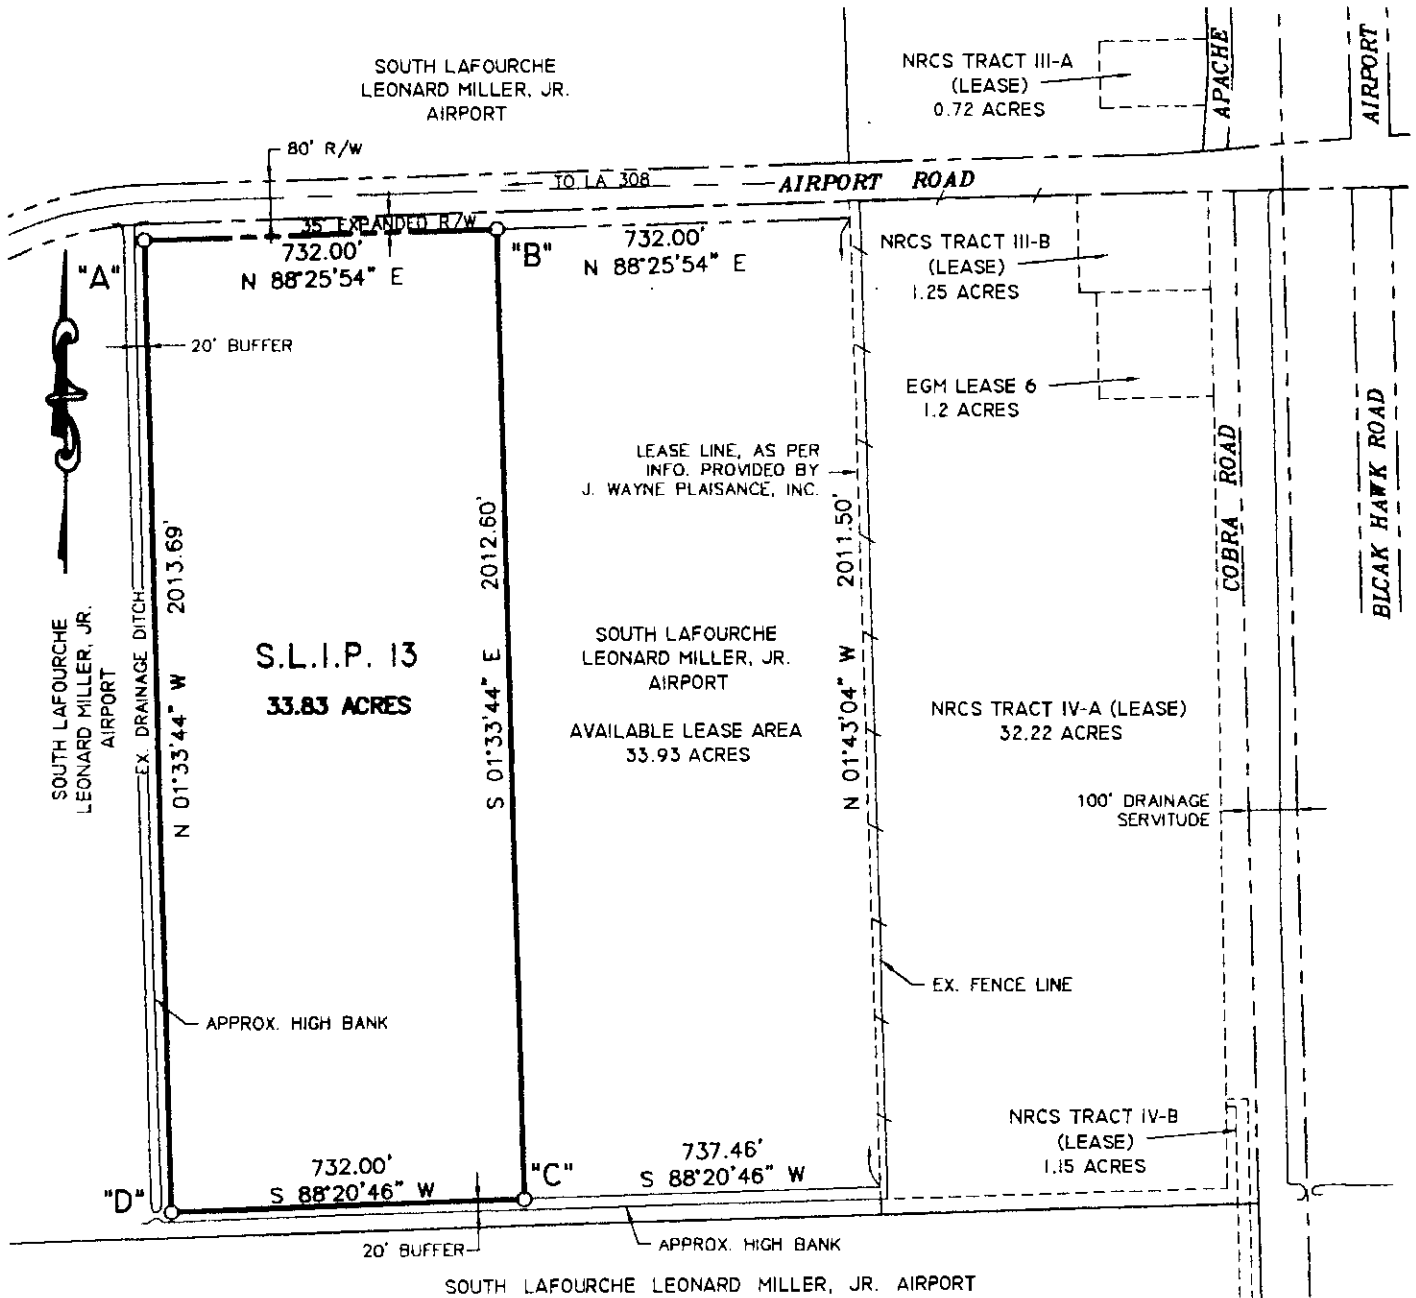 SOUTH LAFOURCHE
LEONARD MILLER, JR.
AIRPORT
NRCS TRACT III-A
(LEASE)
0.72 ACRES
APACHE
AIRPORT
80' R/W
TO LA 308
AIRPORT ROAD
35' EXPANDED R/W
"A"
732.00'
N 88°25'54" E
"B"
732.00'
N 88°25'54" E
NRCS TRACT III-B
(LEASE)
1.25 ACRES
20' BUFFER
EGM LEASE 6
1.2 ACRES
LEASE LINE, AS PER
INFO. PROVIDED BY
J. WAYNE PLAISANCE, INC.
COBRA ROAD
BLCAK HAWK ROAD
SOUTH LAFOURCHE
LEONARD MILLER, JR.
AIRPORT
EX. DRAINAGE DITCH
N 01°33'44" W 2013.69'
S.L.I.P. 13
33.83 ACRES
S 01°33'44" E 2012.60'
SOUTH LAFOURCHE
LEONARD MILLER, JR.
AIRPORT
AVAILABLE LEASE AREA
33.93 ACRES
N 01°43'04" W 2011.50'
NRCS TRACT IV-A (LEASE)
32.22 ACRES
100' DRAINAGE
SERVITUDE
EX. FENCE LINE
APPROX. HIGH BANK
NRCS TRACT IV-B
(LEASE)
1.15 ACRES
"D"
732.00'
S 88°20'46" W
"C"
737.46'
S 88°20'46" W
20' BUFFER
APPROX. HIGH BANK
SOUTH LAFOURCHE LEONARD MILLER, JR. AIRPORT